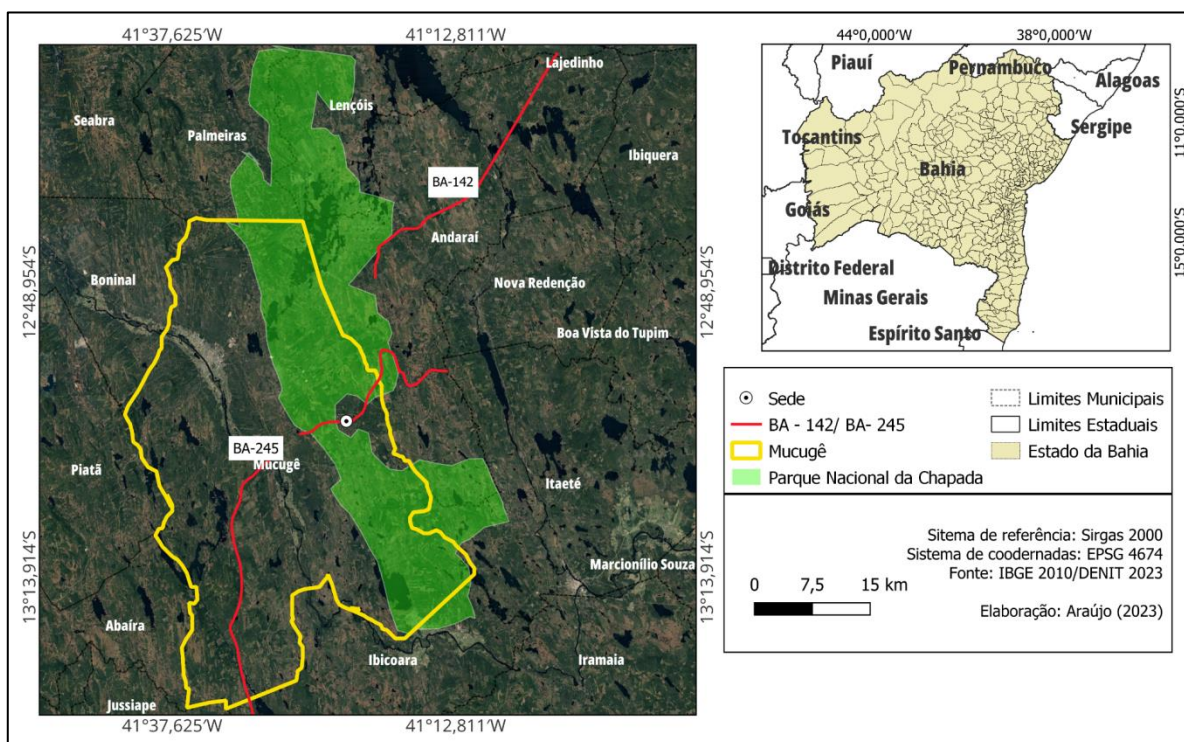 41°37,625′W
41°12,811′W
Lajedinho
Lençóis
Seabra
Palmeiras
Ibiquera
BA-142
Andaraí
Boninal
Nova Redenção
Boa Vista do Tupim
BA-245
Mucugê
Piatã
Itaeté
Marcionílio Souza
Abaíra
Ibicoara
Iramaia
Jussiape
12°48,954′S
13°13,914′S
12°48,954′S
13°13,914′S
41°37,625′W
41°12,811′W
44°0,000′W
38°0,000′W
Piauí
Pernambuco
Alagoas
Sergipe
Tocantins
Bahia
Goiás
Distrito Federal
Minas Gerais
Espírito Santo
11°0,000′S
15°0,000′S
Sede
BA - 142/ BA- 245
Mucugê
Parque Nacional da Chapada
Limites Municipais
Limites Estaduais
Estado da Bahia
Sitema de referência: Sirgas 2000
Sistema de coodernadas: EPSG 4674
Fonte: IBGE 2010/DENIT 2023
0 7,5 15 km
Elaboração: Araújo (2023)